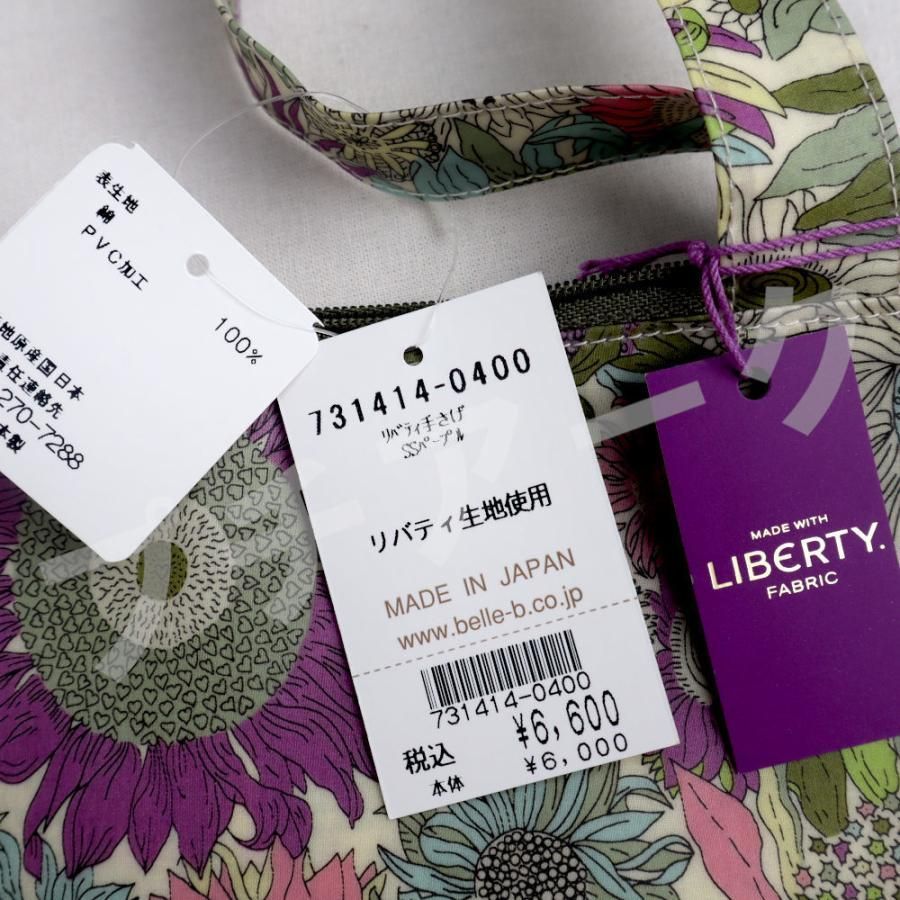 表生地
綿
PVC加工
100%
地原産国日本
責任連絡先
270-7288
本製
731414-0400
リバティ手さげ
SSパープル
リバティ生地使用
MADE IN JAPAN
www.belle-b.co.jp
731414-0400
税込 ¥6,600
本体 ¥6,000
MADE WITH
LIBERTY.
FABRIC